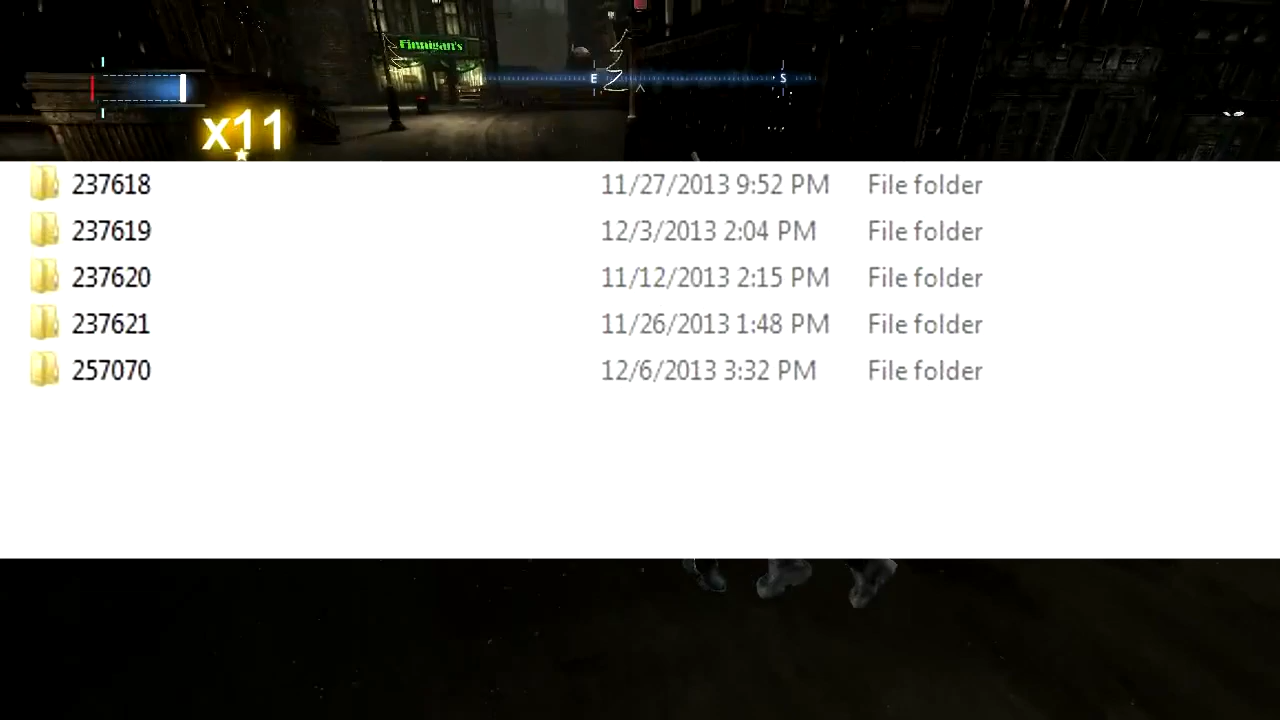 Finnigan's
E S
x11
237618 11/27/2013 9:52 PM File folder
237619 12/3/2013 2:04 PM File folder
237620 11/12/2013 2:15 PM File folder
237621 11/26/2013 1:48 PM File folder
257070 12/6/2013 3:32 PM File folder